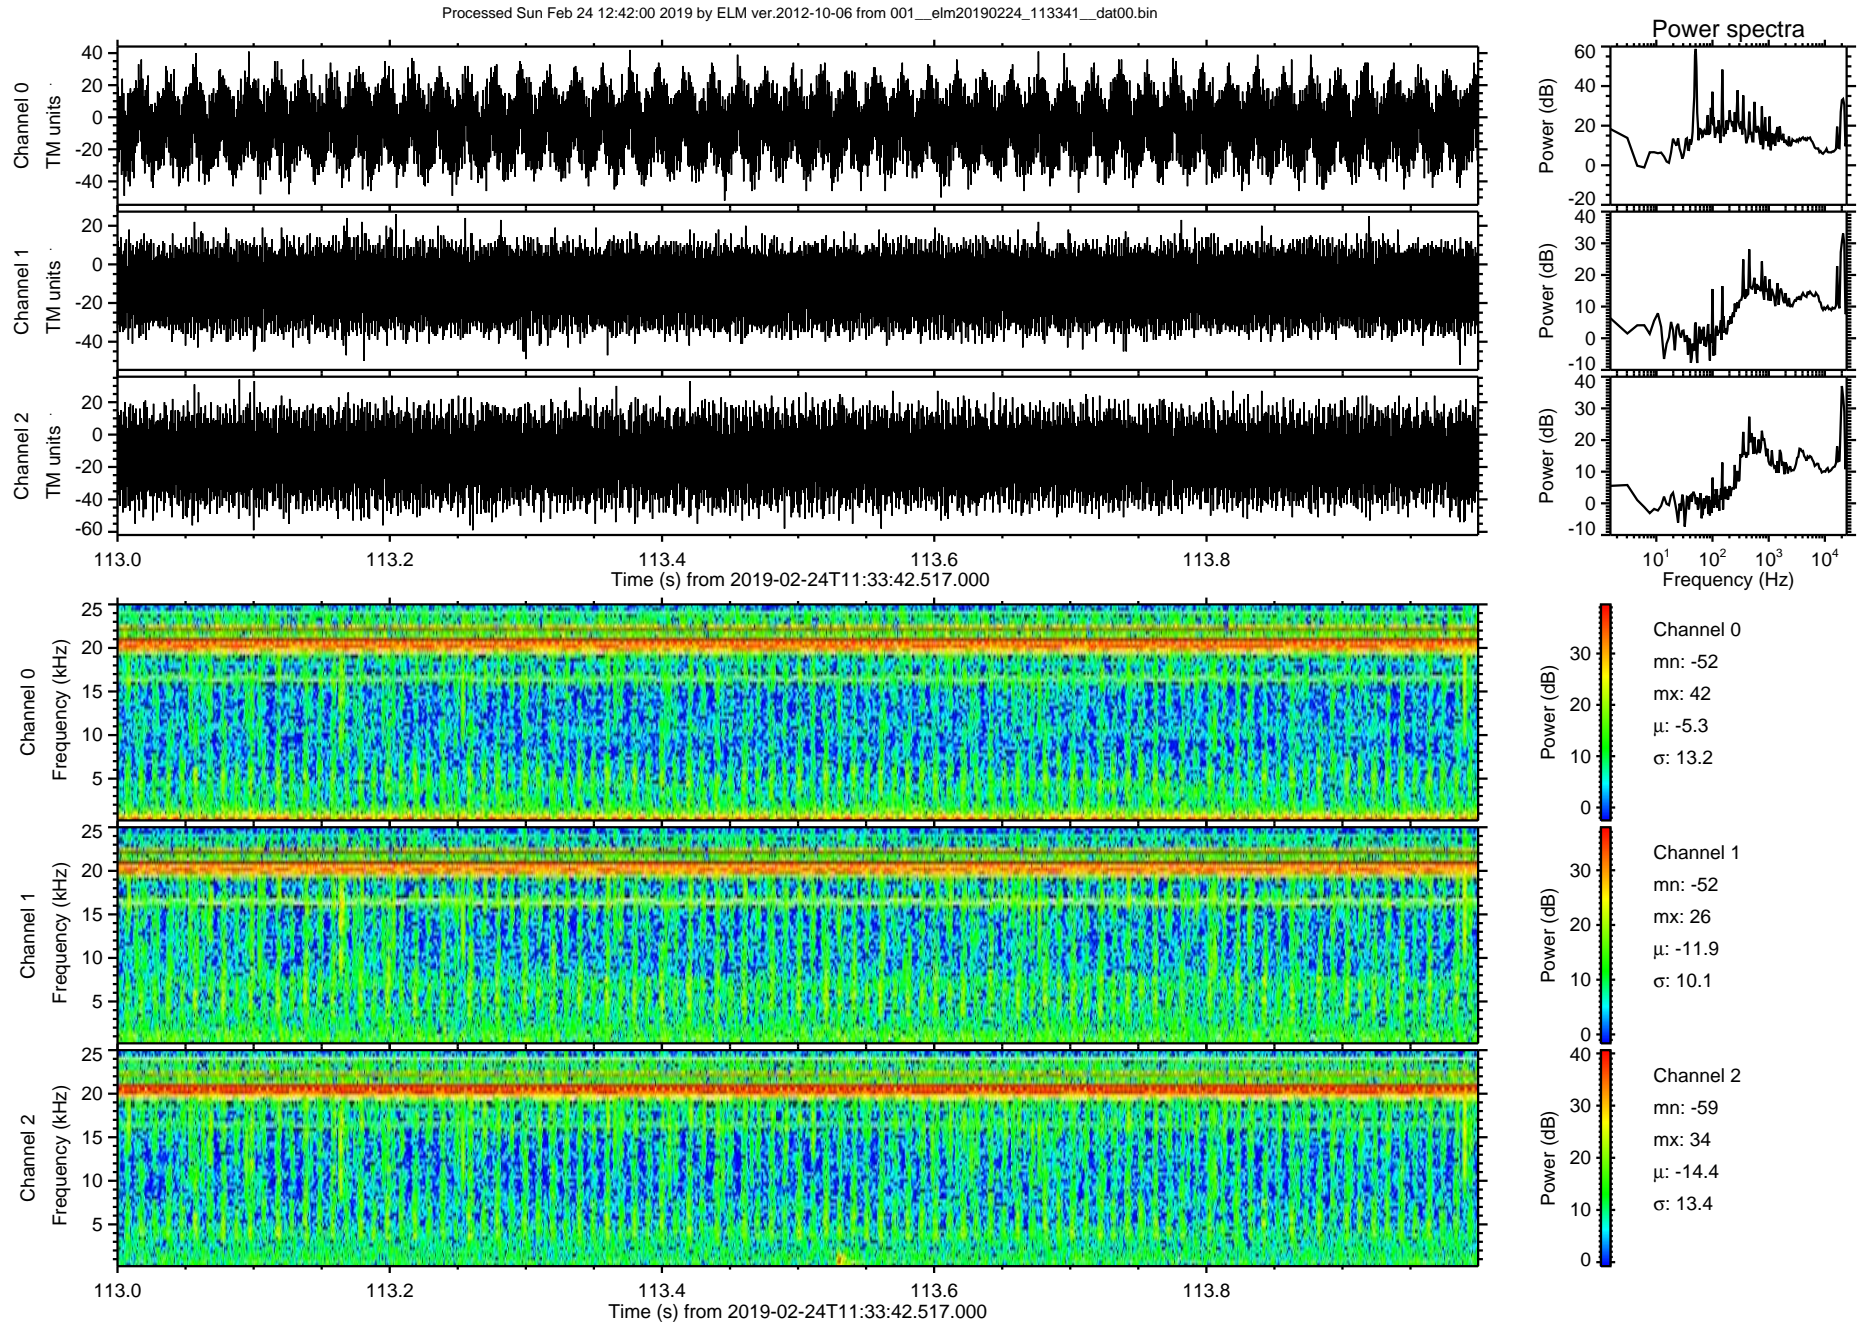 Processed Sun Feb 24 12:42:00 2019 by ELM ver.2012-10-06 from 001__elm20190224_113341__dat00.bin
Power spectra
Channel 0
TM units
40
20
0
-20
-40
Power (dB)
60
40
20
0
-20
Channel 1
TM units
20
0
-20
-40
Power (dB)
40
30
20
10
0
-10
Channel 2
TM units
20
0
-20
-40
-60
Power (dB)
40
30
20
10
0
-10
113.0 113.2 113.4 113.6 113.8
Time (s) from 2019-02-24T11:33:42.517.000
10^1 10^2 10^3 10^4
Frequency (Hz)
Channel 0
Frequency (kHz)
25
20
15
10
5
Power (dB)
30
20
10
0
Channel 0
mn: -52
mx: 42
μ: -5.3
σ: 13.2
Channel 1
Frequency (kHz)
25
20
15
10
5
Power (dB)
30
20
10
0
Channel 1
mn: -52
mx: 26
μ: -11.9
σ: 10.1
Channel 2
Frequency (kHz)
25
20
15
10
5
Power (dB)
40
30
20
10
0
Channel 2
mn: -59
mx: 34
μ: -14.4
σ: 13.4
113.0 113.2 113.4 113.6 113.8
Time (s) from 2019-02-24T11:33:42.517.000